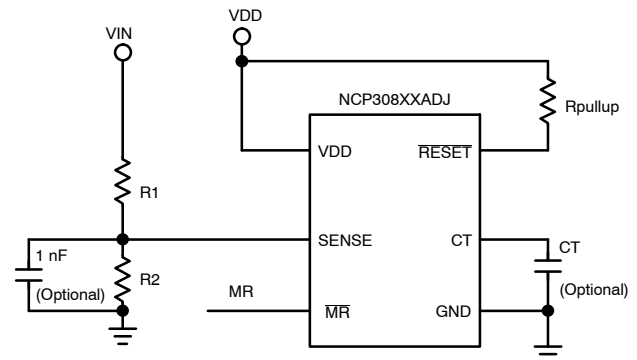 VDD
VIN
NCP308XXADJ
Rpullup
VDD
RESET
R1
SENSE
CT
CT
1 nF
R2
(Optional)
(Optional)
MR
MR
GND